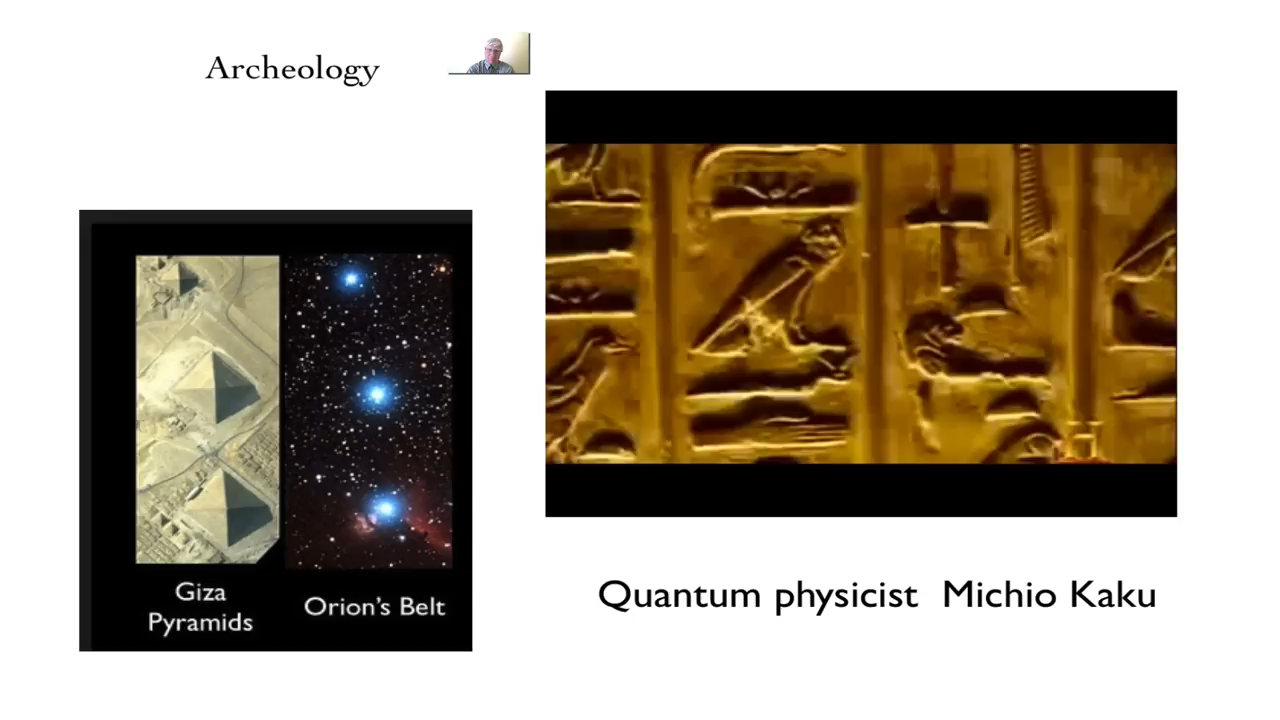 Archeology
Giza
Pyramids
Orion's Belt
Quantum physicist Michio Kaku